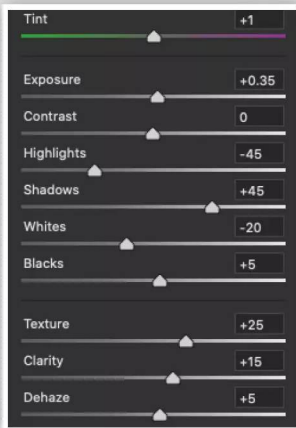 Tint +1
Exposure +0.35
Contrast 0
Highlights -45
Shadows +45
Whites -20
Blacks +5
Texture +25
Clarity +15
Dehaze +5